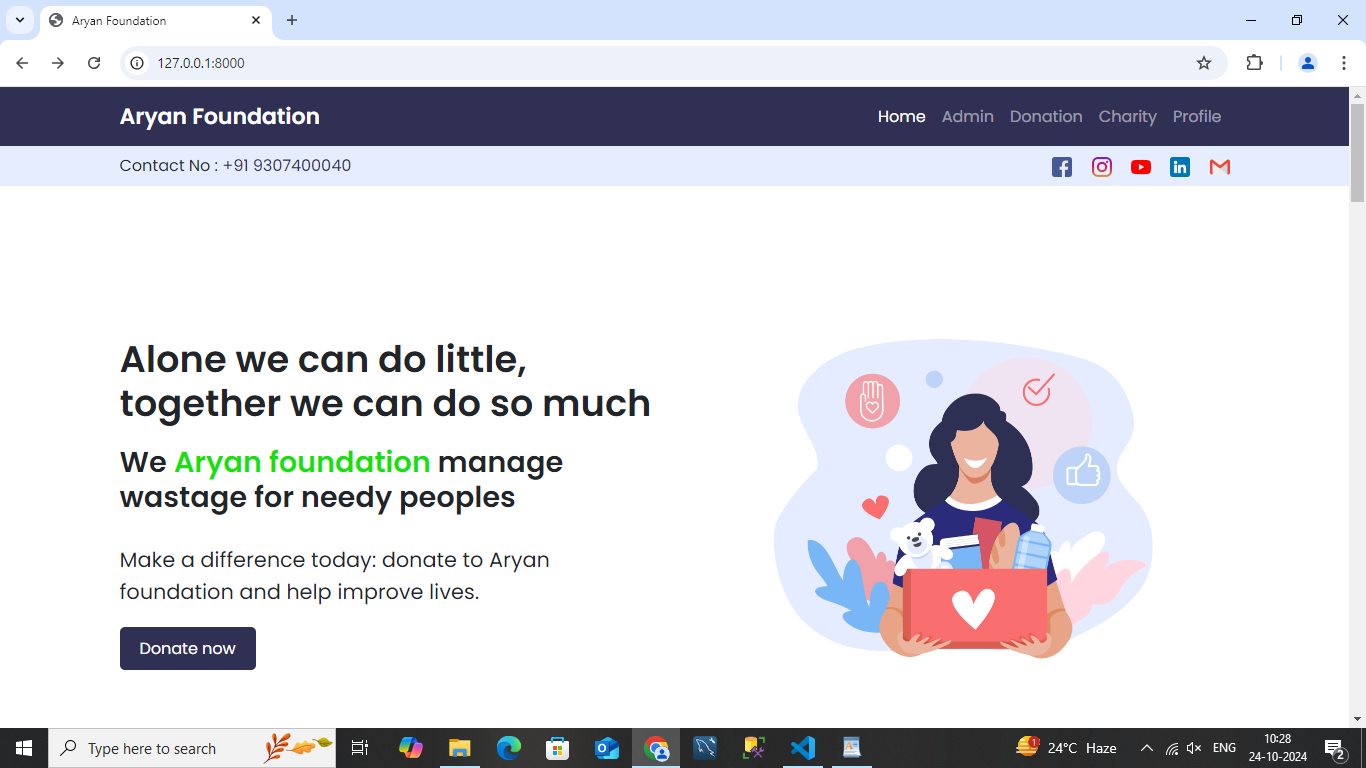 Aryan Foundation
127.0.0.1:8000
Aryan Foundation
Home Admin Donation Charity Profile
Contact No : +91 9307400040
Alone we can do little,
together we can do so much
We Aryan foundation manage
wastage for needy peoples
Make a difference today: donate to Aryan
foundation and help improve lives.
Donate now
Type here to search
1
24°C Haze
ENG
10:28
24-10-2024
2